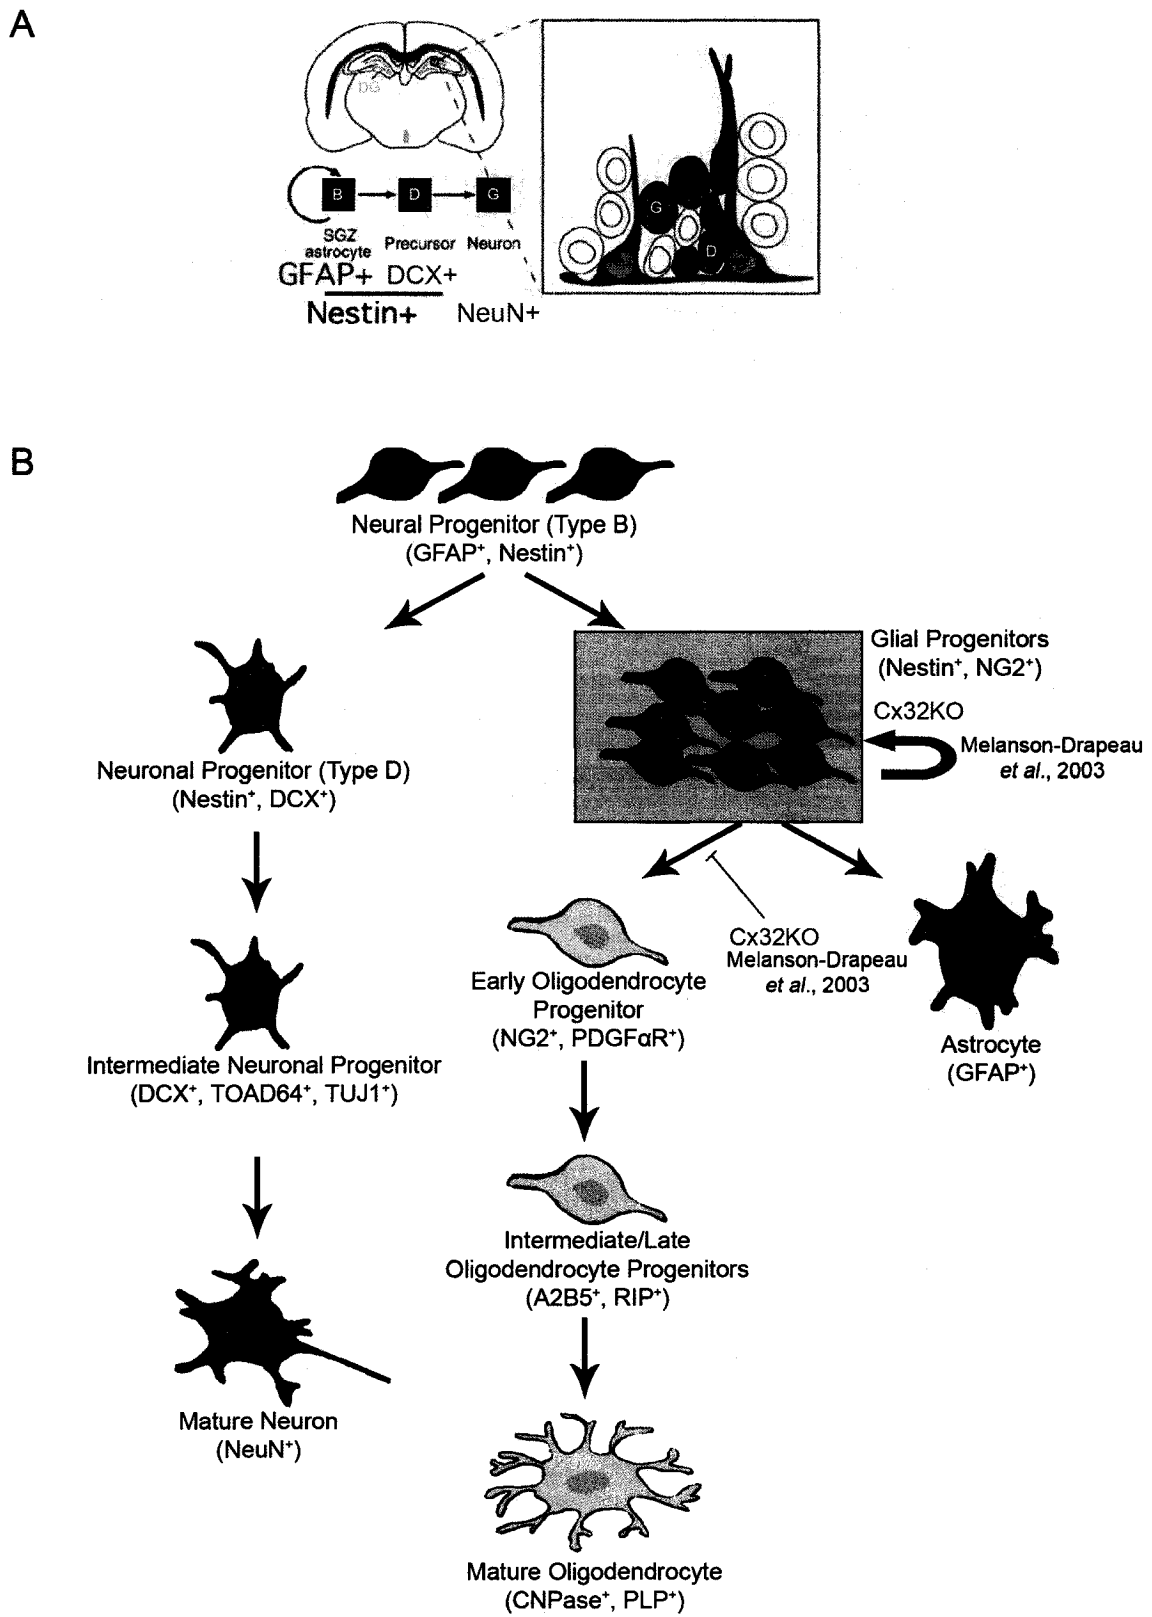 A
DG
B
D
G
SGZ
astrocyte
Precursor
Neuron
GFAP+
DCX+
Nestin+
NeuN+
G
D
B
Neural Progenitor (Type B)
(GFAP⁺, Nestin⁺)
Glial Progenitors
(Nestin⁺, NG2⁺)
Cx32KO
Melanson-Drapeau
et al., 2003
Neuronal Progenitor (Type D)
(Nestin⁺, DCX⁺)
Cx32KO
Melanson-Drapeau
et al., 2003
Early Oligodendrocyte
Progenitor
(NG2⁺, PDGFαR⁺)
Astrocyte
(GFAP⁺)
Intermediate Neuronal Progenitor
(DCX⁺, TOAD64⁺, TUJ1⁺)
Intermediate/Late
Oligodendrocyte Progenitors
(A2B5⁺, RIP⁺)
Mature Neuron
(NeuN⁺)
Mature Oligodendrocyte
(CNPase⁺, PLP⁺)